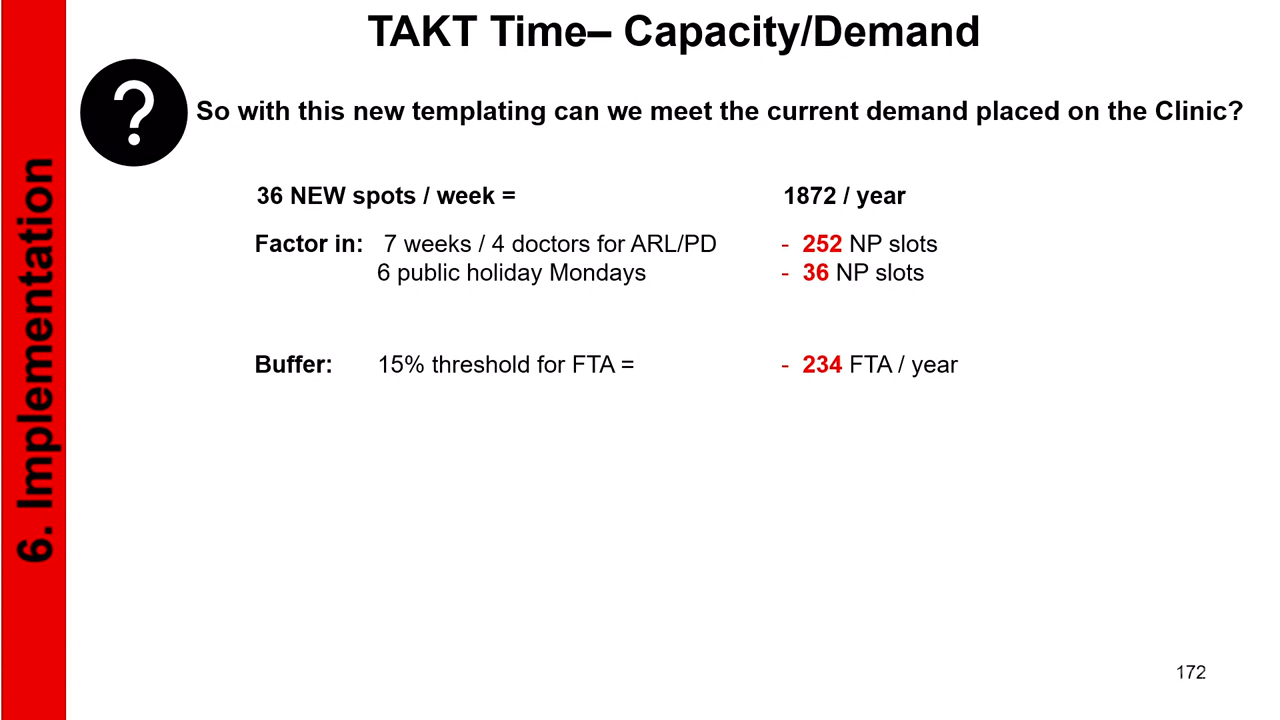 TAKT Time– Capacity/Demand
?
So with this new templating can we meet the current demand placed on the Clinic?
6. Implementation
36 NEW spots / week = 1872 / year
Factor in: 7 weeks / 4 doctors for ARL/PD - 252 NP slots
6 public holiday Mondays - 36 NP slots
Buffer: 15% threshold for FTA = - 234 FTA / year
172